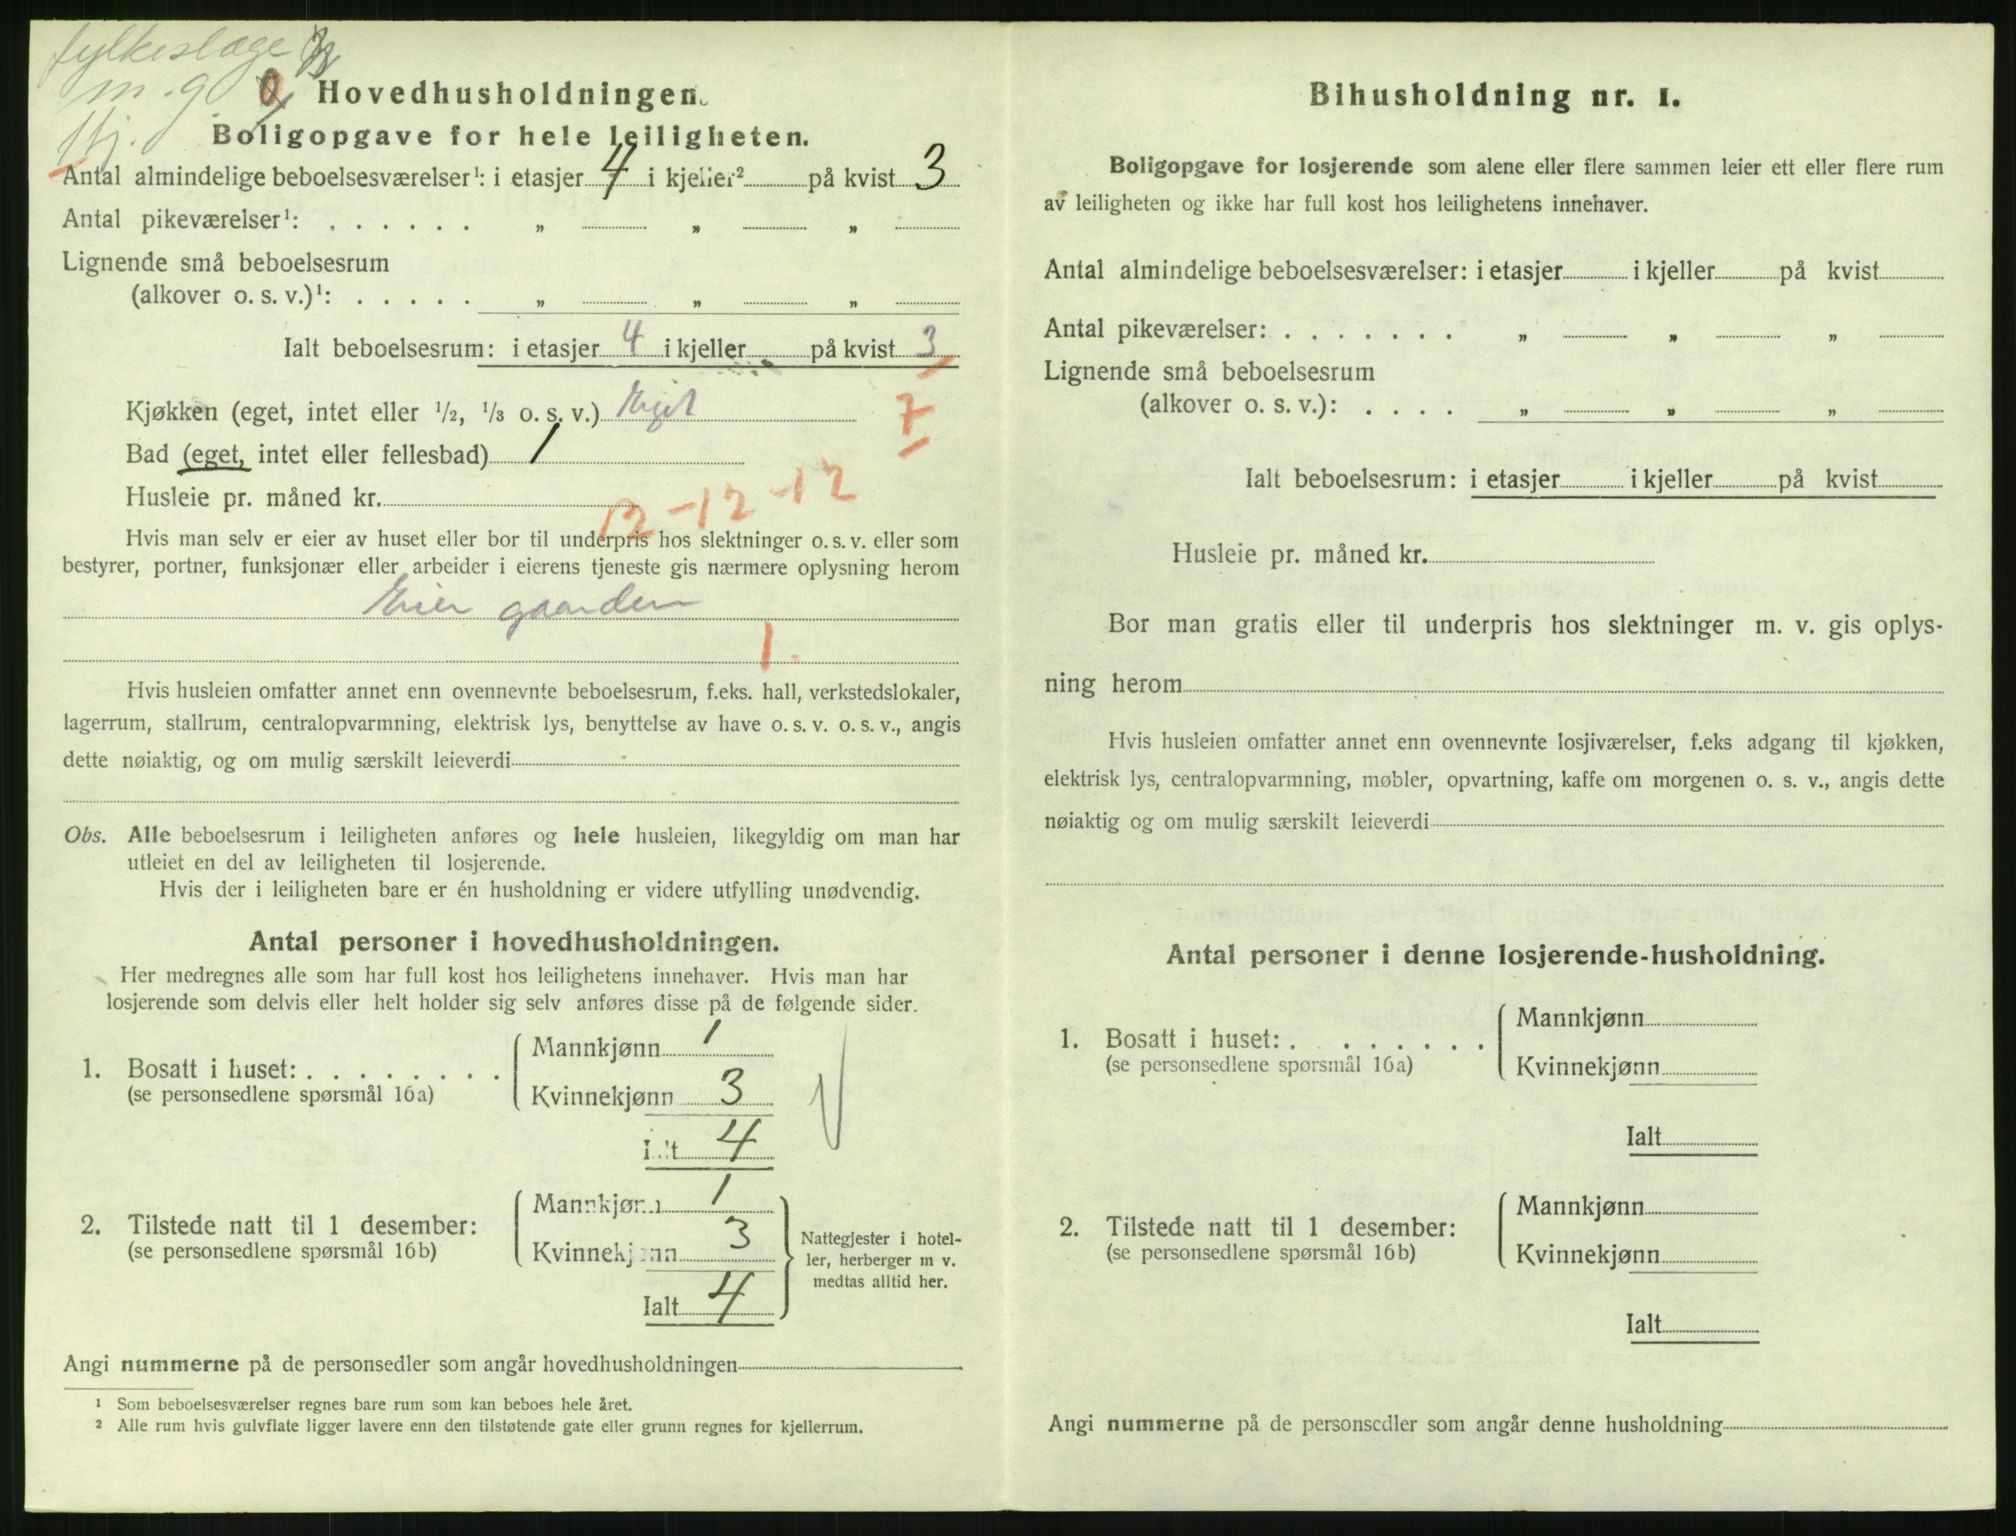 fylkeslæge
m. g.
Hj.
Hovedhusholdningen.
Boligopgave for hele leiligheten.
Antal almindelige beboelsesværelser¹: i etasjer 4 i kjeller² på kvist 3
Antal pikeværelser¹: . . . . . . „ „ „
Lignende små beboelsesrum
(alkover o. s. v.)¹: . . . . . „ „ „
Ialt beboelsesrum: i etasjer 4 i kjeller på kvist 3
Kjøkken (eget, intet eller ½, ⅓ o. s. v.) Eget
7
Bad (eget, intet eller fellesbad) 1
Husleie pr. måned kr.
12-12-12
Hvis man selv er eier av huset eller bor til underpris hos slektninger o. s. v. eller som
bestyrer, portner, funksjonær eller arbeider i eierens tjeneste gis nærmere oplysning herom
Eier gaarden
1.
Hvis husleien omfatter annet enn ovennevnte beboelsesrum, f.eks. hall, verkstedslokaler,
lagerrum, stallrum, centralopvarmning, elektrisk lys, benyttelse av have o. s. v. o. s. v., angis
dette nøiaktig, og om mulig særskilt leieverdi
Obs. Alle beboelsesrum i leiligheten anføres og hele husleien, likegyldig om man har
utleiet en del av leiligheten til losjerende.
Hvis der i leiligheten bare er én husholdning er videre utfylling unødvendig.
Antal personer i hovedhusholdningen.
Her medregnes alle som har full kost hos leilighetens innehaver. Hvis man har
losjerende som delvis eller helt holder sig selv anføres disse på de følgende sider.
Mannkjønn 1
1. Bosatt i huset: . . . . . . . .
(se personsedlene spørsmål 16a)
Kvinnekjønn 3
Ialt 4
Mannkjønn 1
2. Tilstede natt til 1 desember:
(se personsedlene spørsmål 16b)
Kvinnekjønn 3
Ialt 4
Nattegjester i hotel-
ler, herberger m v.
medtas alltid her.
Angi nummerne på de personsedler som angår hovedhusholdningen
¹ Som beboelsesværelser regnes bare rum som kan beboes hele året.
² Alle rum hvis gulvflate ligger lavere enn den tilstøtende gate eller grunn regnes for kjellerrum.
Bihusholdning nr. 1.
Boligopgave for losjerende som alene eller flere sammen leier ett eller flere rum
av leiligheten og ikke har full kost hos leilighetens innehaver.
Antal almindelige beboelsesværelser: i etasjer i kjeller på kvist
Antal pikeværelser: . . . . . . . „ „ „
Lignende små beboelsesrum
(alkover o. s. v.): . . . . „ „ „
Ialt beboelsesrum: i etasjer i kjeller på kvist
Husleie pr. måned kr.
Bor man gratis eller til underpris hos slektninger m. v. gis oplys-
ning herom
Hvis husleien omfatter annet enn ovennevnte losjiværelser, f.eks adgang til kjøkken,
elektrisk lys, centralopvarmning, møbler, opvartning, kaffe om morgenen o. s. v., angis dette
nøiaktig og om mulig særskilt leieverdi
Antal personer i denne losjerende-husholdning.
Mannkjønn
1. Bosatt i huset: . . . . . . .
(se personsedlene spørsmål 16a)
Kvinnekjønn
Ialt
Mannkjønn
2. Tilstede natt til 1 desember:
(se personsedlene spørsmål 16b)
Kvinnekjønn
Ialt
Angi nummerne på de personsedler som angår denne husholdning